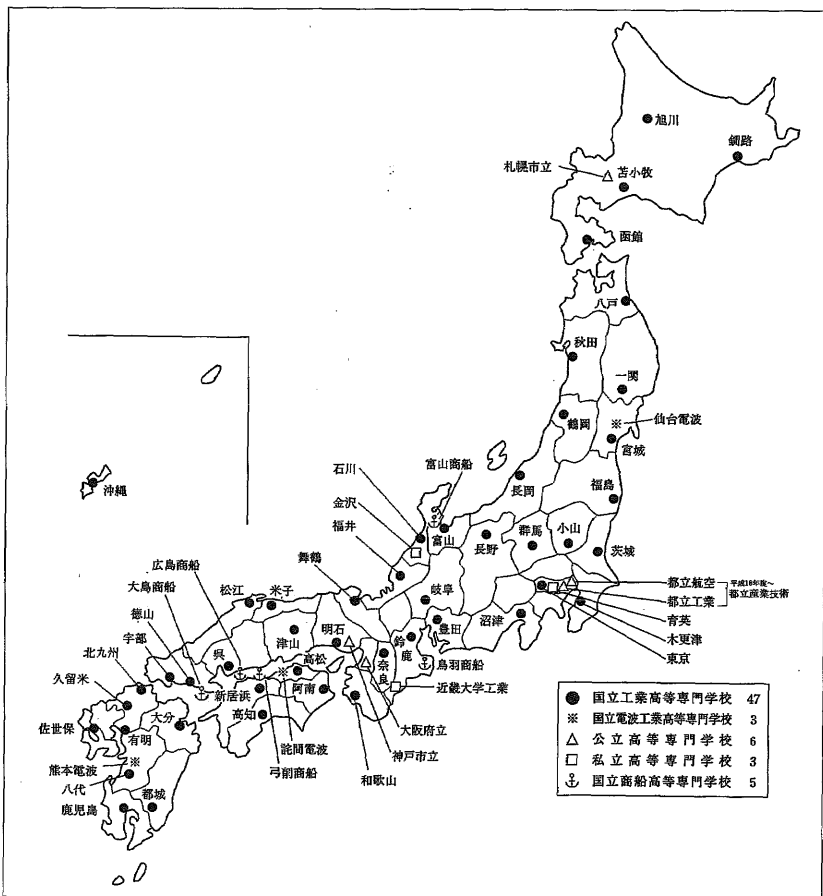 旭川
釧路
札幌市立
苫小牧
函館
八戸
秋田
一関
鶴岡
仙台電波
宮城
富山商船
石川
長岡
福島
金沢
沖縄
福井
富山
長野
群馬
小山
茨城
広島商船
舞鶴
大島商船
松江
米子
岐阜
都立航空
都立工業
平成18年度～
都立産業技術
徳山
宇部
津山
明石
鈴鹿
豊田
沼津
育英
木更津
東京
北九州
呉
高松
奈良
鳥羽商船
久留米
新居浜
阿南
近畿大学工業
佐世保
大分
高知
有明
詫間電波
大阪府立
神戸市立
熊本電波
弓削商船
和歌山
八代
都城
鹿児島
● 国立工業高等専門学校 47
※ 国立電波工業高等専門学校 3
△ 公立高等専門学校 6
□ 私立高等専門学校 3
⚓ 国立商船高等専門学校 5